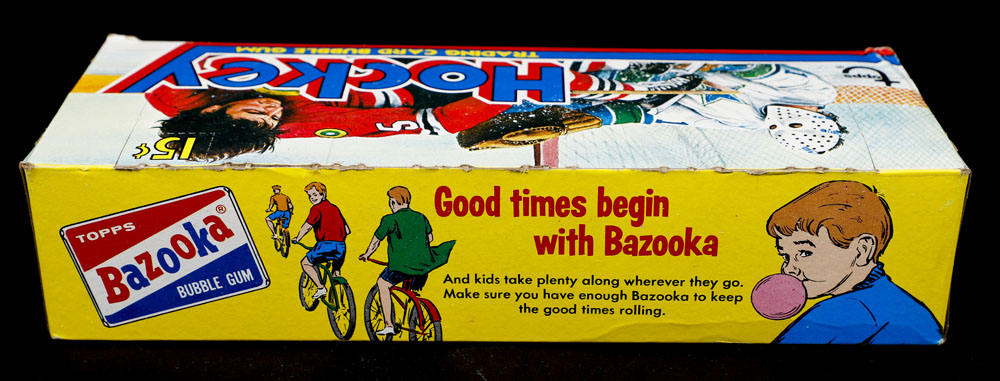 TRADING CARD BUBBLE GUM
Hockey
topps
15¢
TOPPS
Bazooka®
BUBBLE GUM
Good times begin
with Bazooka
And kids take plenty along wherever they go.
Make sure you have enough Bazooka to keep
the good times rolling.